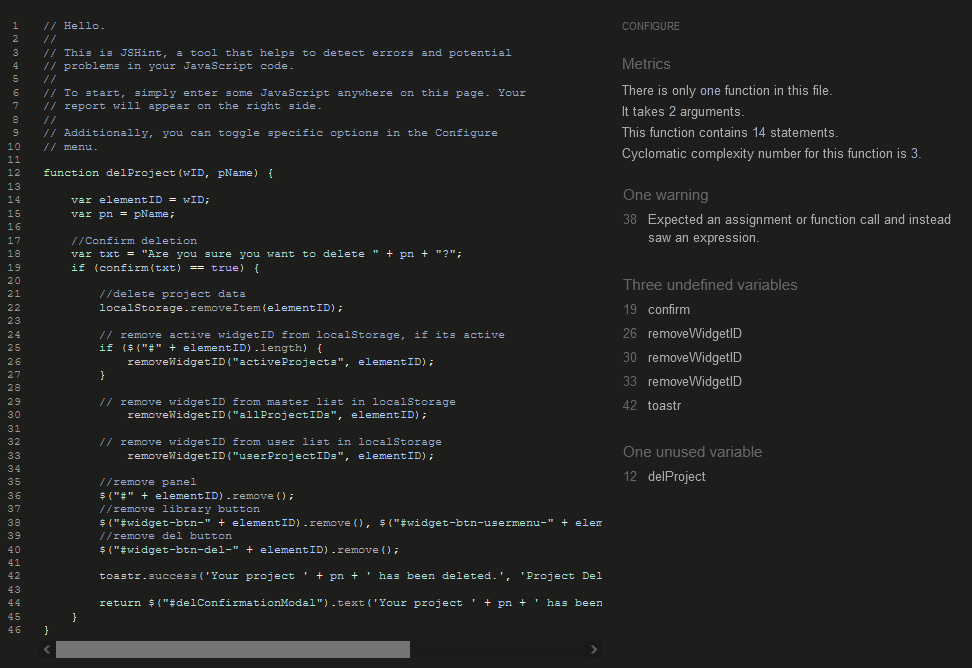 1 // Hello.
2 //
3 // This is JSHint, a tool that helps to detect errors and potential
4 // problems in your JavaScript code.
5 //
6 // To start, simply enter some JavaScript anywhere on this page. Your
7 // report will appear on the right side.
8 //
9 // Additionally, you can toggle specific options in the Configure
10 // menu.
11
12 function delProject(wID, pName) {
13
14 var elementID = wID;
15 var pn = pName;
16
17 //Confirm deletion
18 var txt = "Are you sure you want to delete " + pn + "?";
19 if (confirm(txt) == true) {
20
21 //delete project data
22 localStorage.removeItem(elementID);
23
24 // remove active widgetID from localStorage, if its active
25 if ($("#" + elementID).length) {
26 removeWidgetID("activeProjects", elementID);
27 }
28
29 // remove widgetID from master list in localStorage
30 removeWidgetID("allProjectIDs", elementID);
31
32 // remove widgetID from user list in localStorage
33 removeWidgetID("userProjectIDs", elementID);
34
35 //remove panel
36 $("#" + elementID).remove();
37 //remove library button
38 $("#widget-btn-" + elementID).remove(), $("#widget-btn-usermenu-" + elem
39 //remove del button
40 $("#widget-btn-del-" + elementID).remove();
41
42 toastr.success('Your project ' + pn + ' has been deleted.', 'Project Del
43
44 return $("#delConfirmationModal").text('Your project ' + pn + ' has been
45 }
46 }
CONFIGURE
Metrics
There is only one function in this file.
It takes 2 arguments.
This function contains 14 statements.
Cyclomatic complexity number for this function is 3.
One warning
38 Expected an assignment or function call and instead
saw an expression.
Three undefined variables
19 confirm
26 removeWidgetID
30 removeWidgetID
33 removeWidgetID
42 toastr
One unused variable
12 delProject